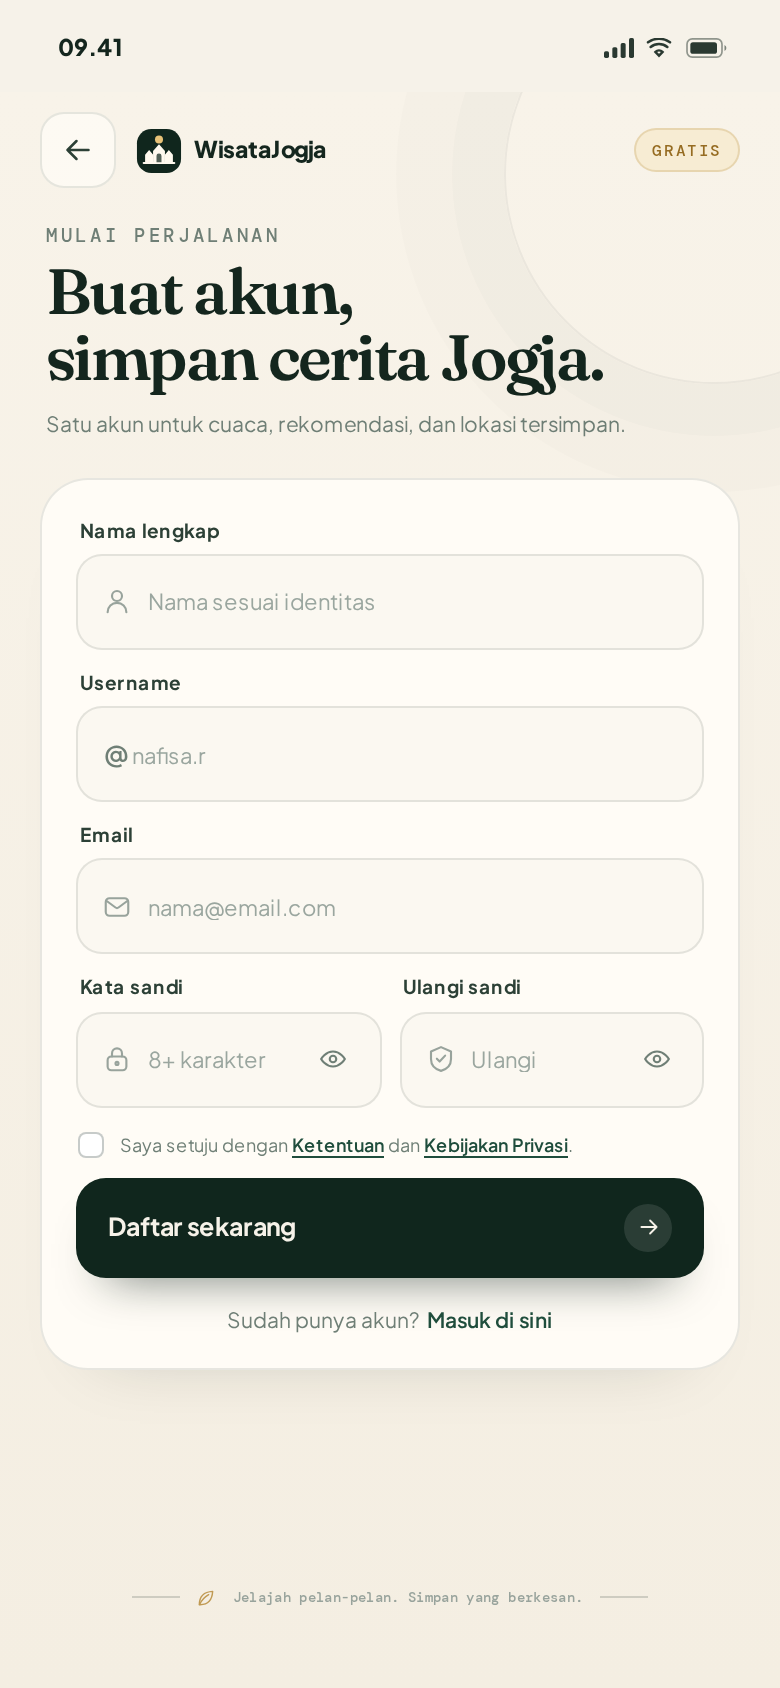 09.41
WisataJogja
GRATIS
MULAI PERJALANAN
Buat akun,
simpan cerita Jogja.
Satu akun untuk cuaca, rekomendasi, dan lokasi tersimpan.
Nama lengkap
Nama sesuai identitas
Username
@ nafisa.r
Email
nama@email.com
Kata sandi
Ulangi sandi
8+ karakter
Ulangi
Saya setuju dengan Ketentuan dan Kebijakan Privasi.
Daftar sekarang
Sudah punya akun? Masuk di sini
Jelajah pelan-pelan. Simpan yang berkesan.